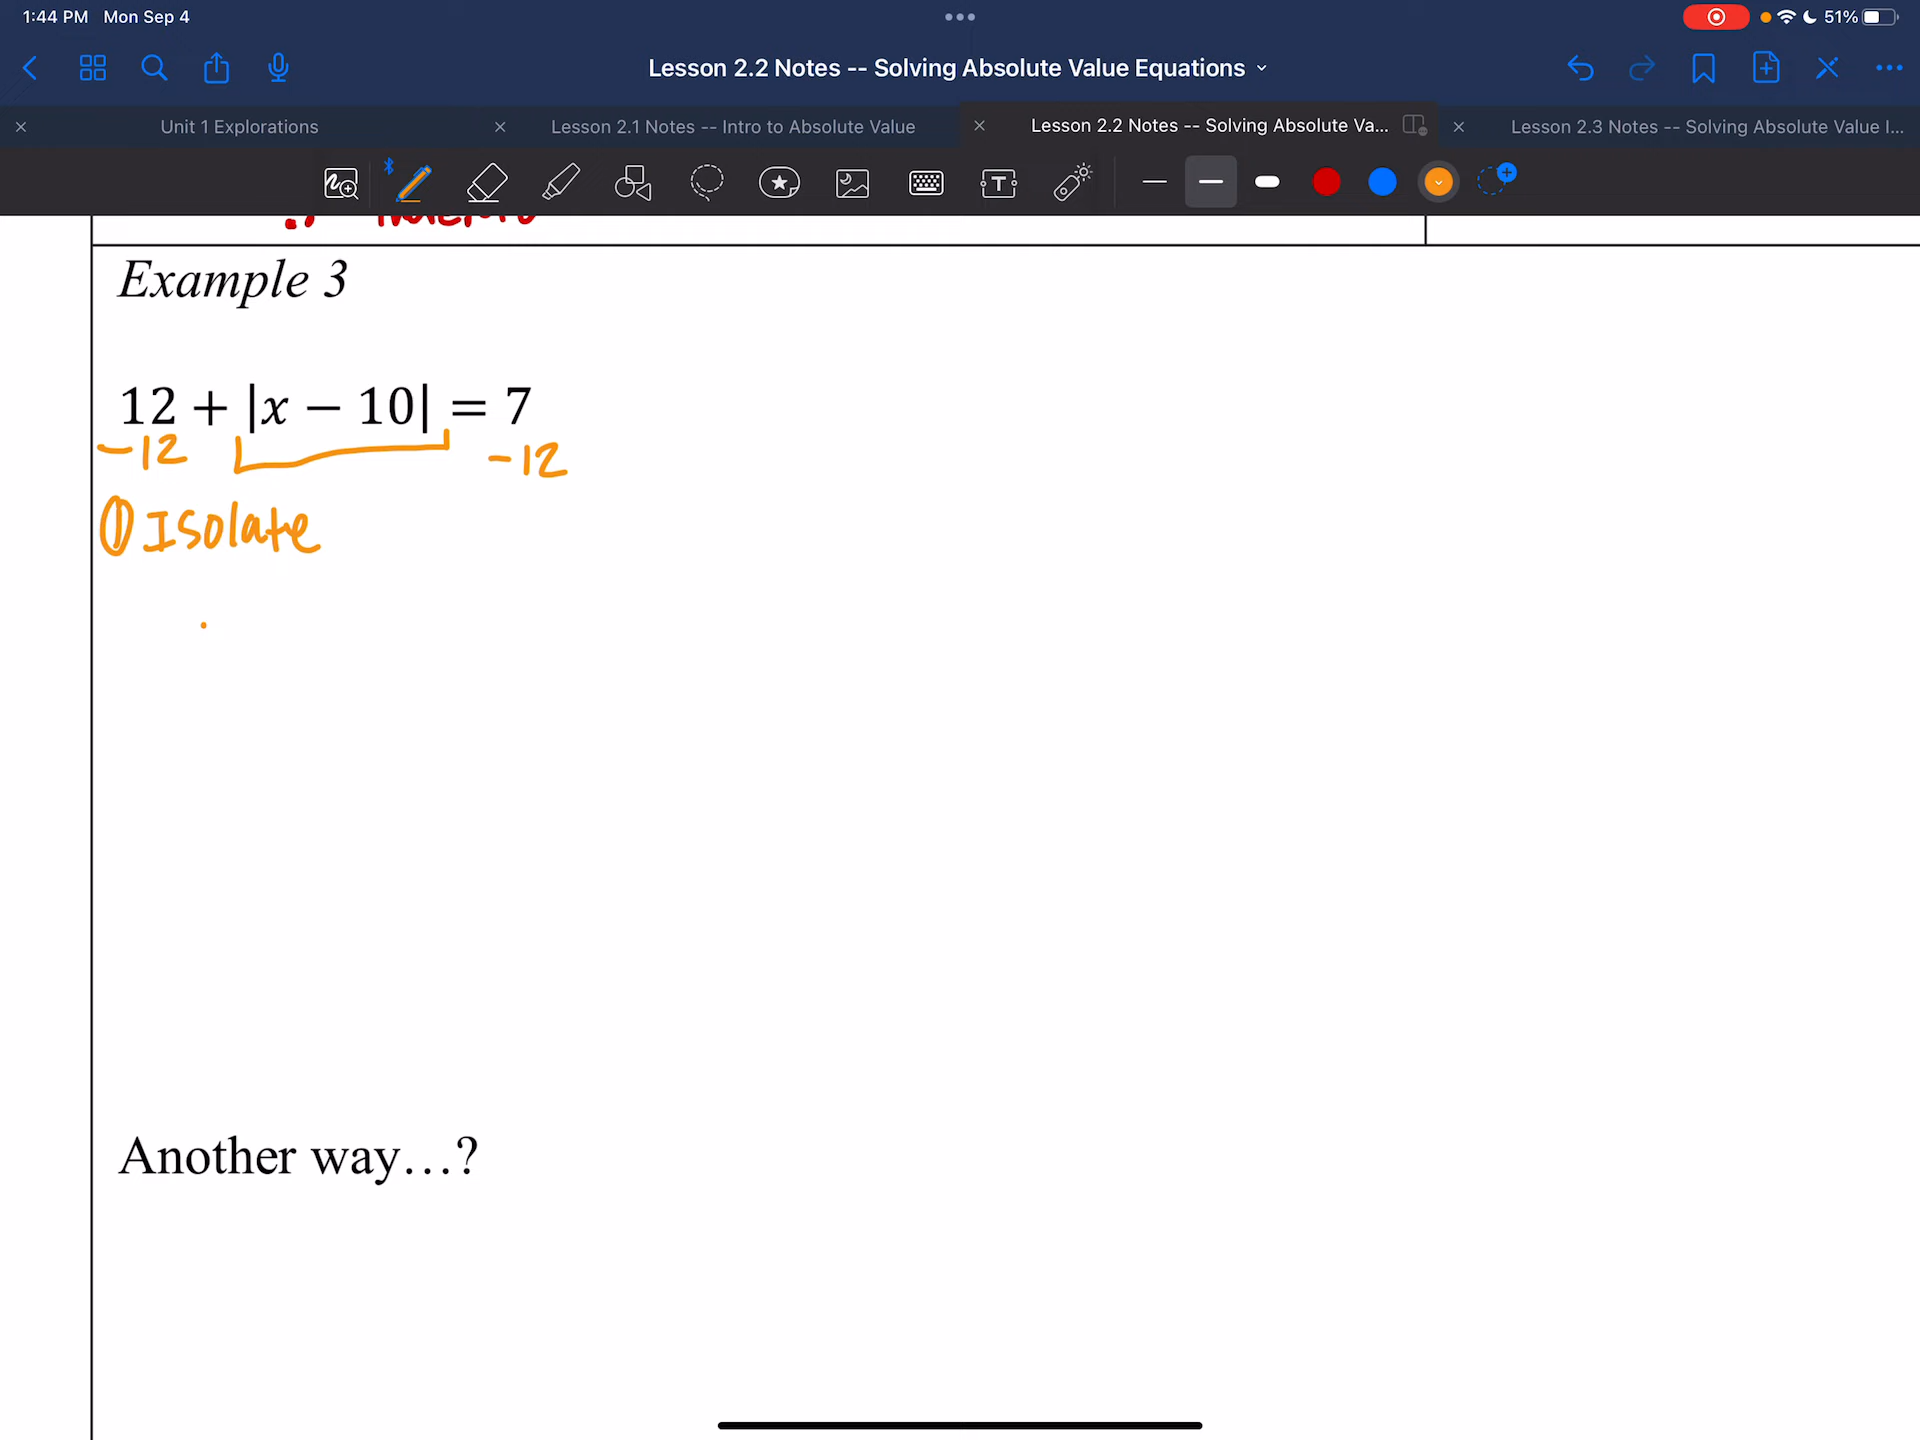 1:44 PM Mon Sep 4
51%
Lesson 2.2 Notes -- Solving Absolute Value Equations
Unit 1 Explorations
Lesson 2.1 Notes -- Intro to Absolute Value
Lesson 2.2 Notes -- Solving Absolute Va...
Lesson 2.3 Notes -- Solving Absolute Value I...
T
Example 3
12 + |x − 10| = 7
-12 -12
① Isolate
Another way…?